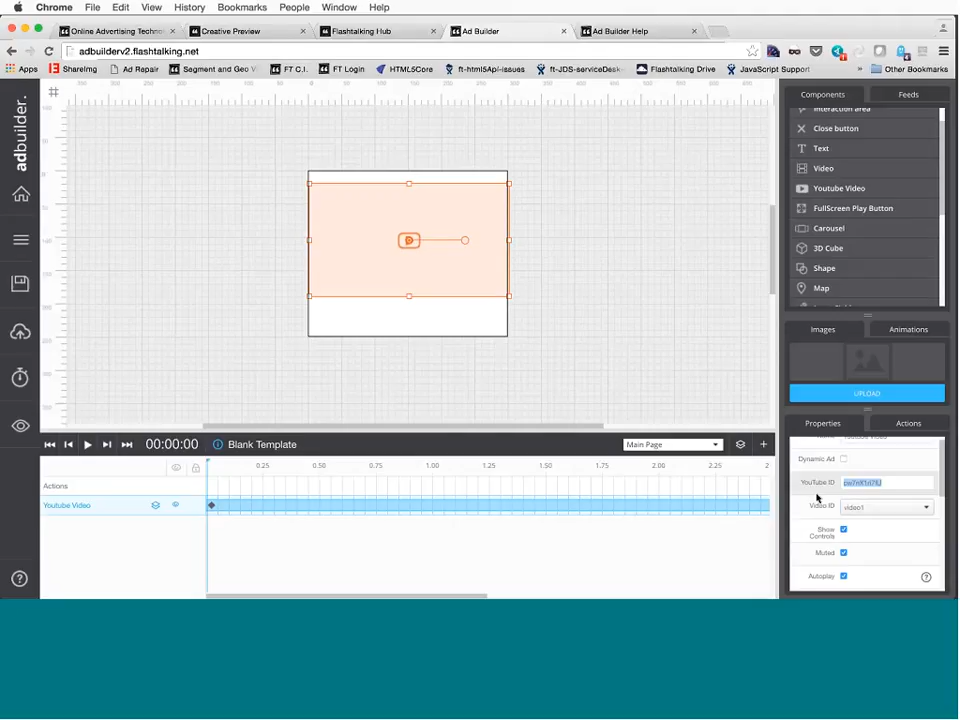 Chrome File Edit View History Bookmarks People Window Help
Online Advertising Techno
Creative Preview
Flashtalking Hub
Ad Builder
Ad Builder Help
adbuilderv2.flashtalking.net
Apps ShareImg Ad Repair Segment and Geo V FT C.I. FT Login HTML5Core ft-html5api-issues ft-JDS-serviceDesk Flashtalking Drive JavaScript Support » Other Bookmarks
adbuilder.
Components Feeds
Interaction area
Close button
Text
Video
Youtube Video
FullScreen Play Button
Carousel
3D Cube
Shape
Map
Images Animations
UPLOAD
Properties Actions
Name Youtube Video
Dynamic Ad
YouTube ID
Video ID video1
Show Controls
Muted
Autoplay
00:00:00 Blank Template Main Page
0.25 0.50 0.75 1.00 1.25 1.50 1.75 2
Actions
Youtube Video